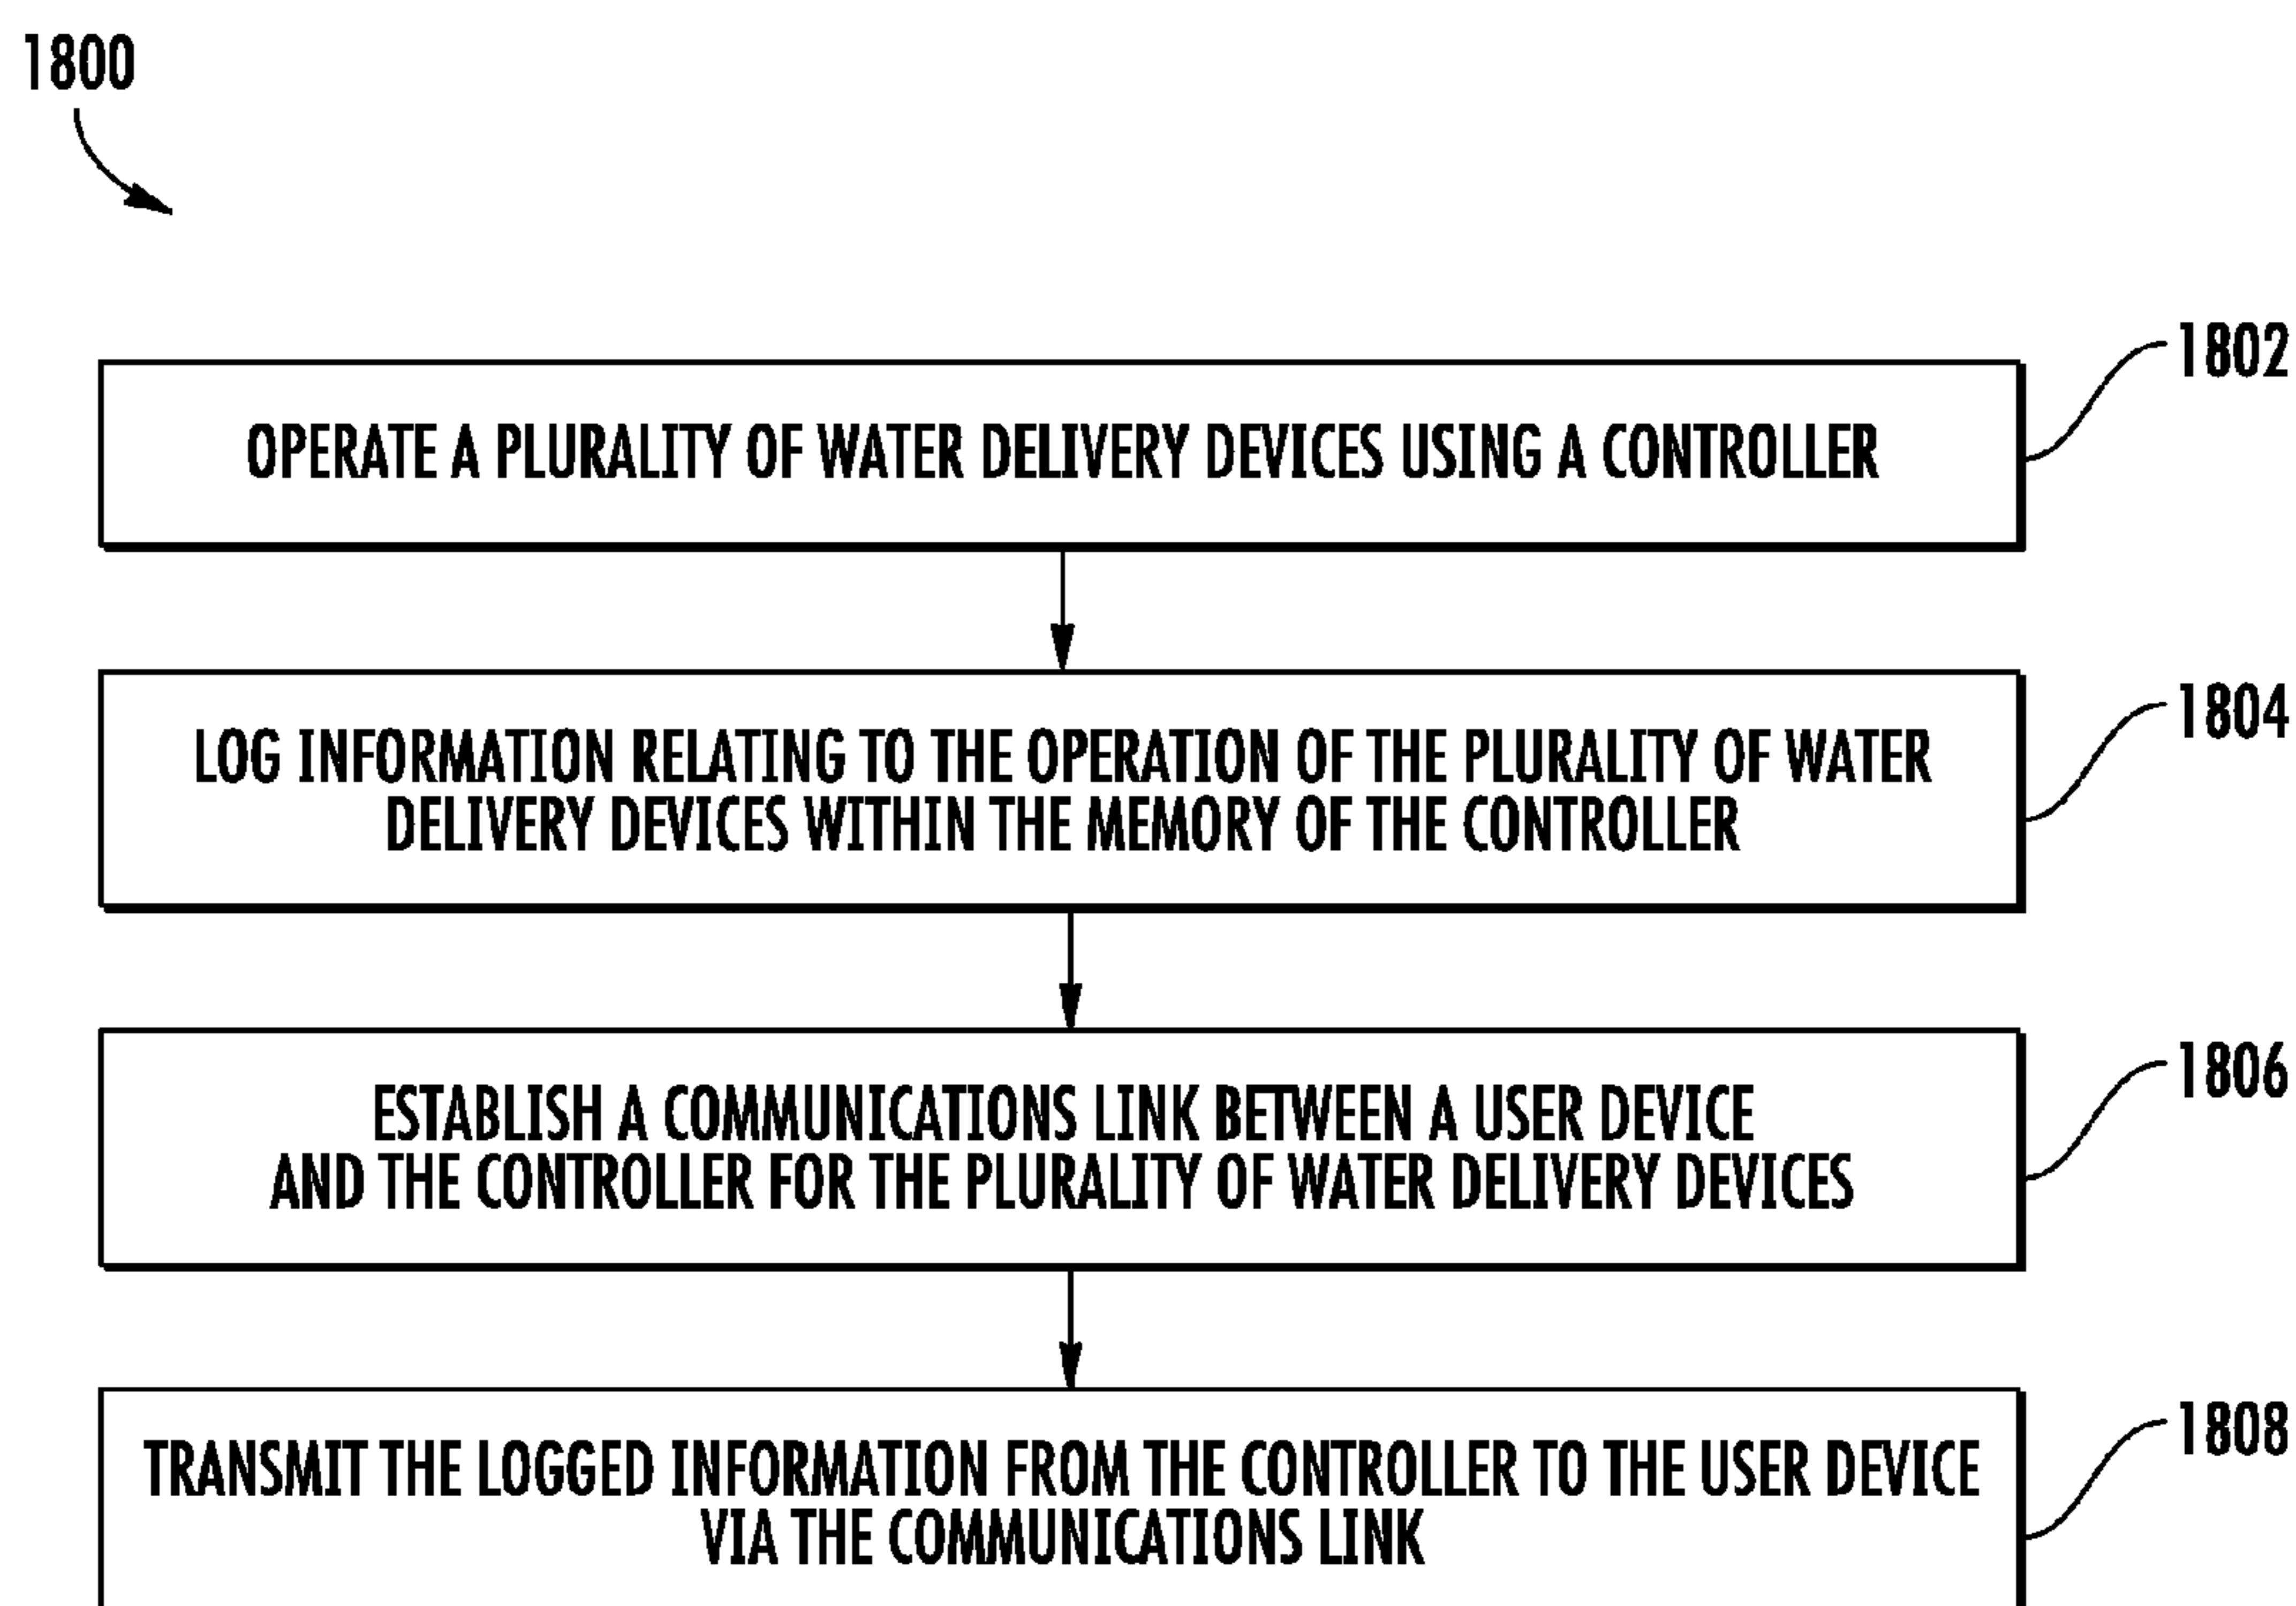 1800
1802
OPERATE A PLURALITY OF WATER DELIVERY DEVICES USING A CONTROLLER
1804
LOG INFORMATION RELATING TO THE OPERATION OF THE PLURALITY OF WATER
DELIVERY DEVICES WITHIN THE MEMORY OF THE CONTROLLER
1806
ESTABLISH A COMMUNICATIONS LINK BETWEEN A USER DEVICE
AND THE CONTROLLER FOR THE PLURALITY OF WATER DELIVERY DEVICES
1808
TRANSMIT THE LOGGED INFORMATION FROM THE CONTROLLER TO THE USER DEVICE
VIA THE COMMUNICATIONS LINK